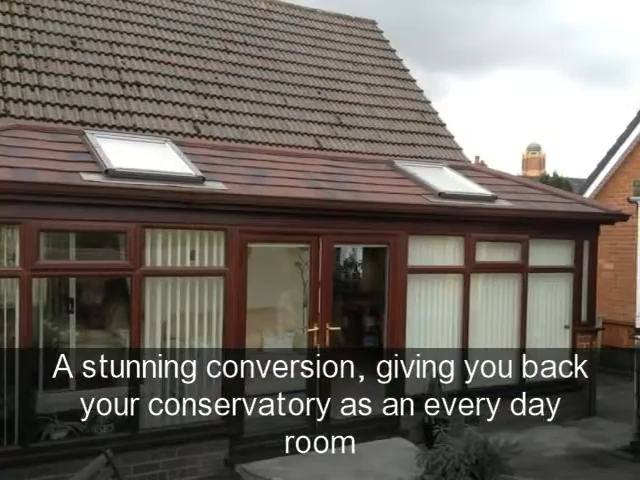 A stunning conversion, giving you back
your conservatory as an every day
room